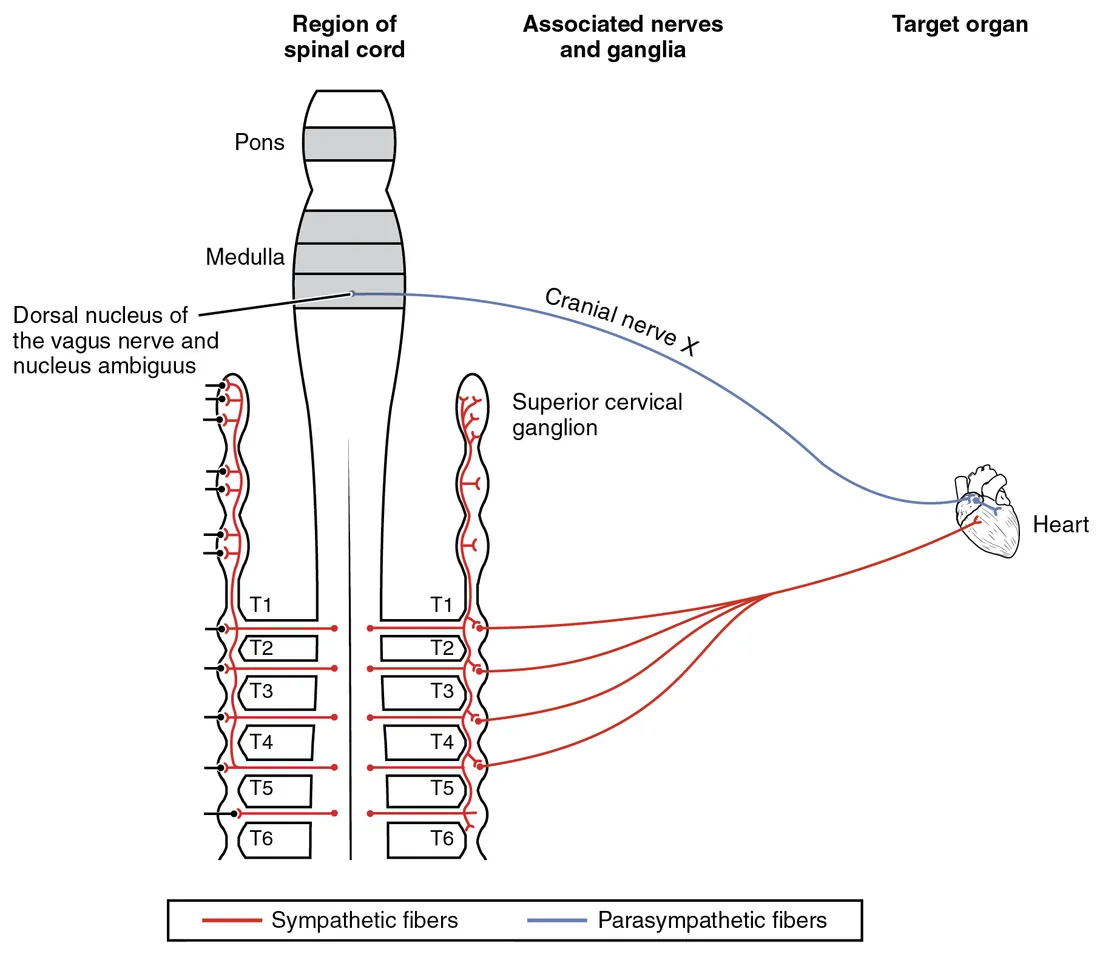 Region of
spinal cord
Associated nerves
and ganglia
Target organ
Pons
Medulla
Dorsal nucleus of
the vagus nerve and
nucleus ambiguus
Cranial nerve X
Superior cervical
ganglion
Heart
T1 T1
T2 T2
T3 T3
T4 T4
T5 T5
T6 T6
Sympathetic fibers
Parasympathetic fibers